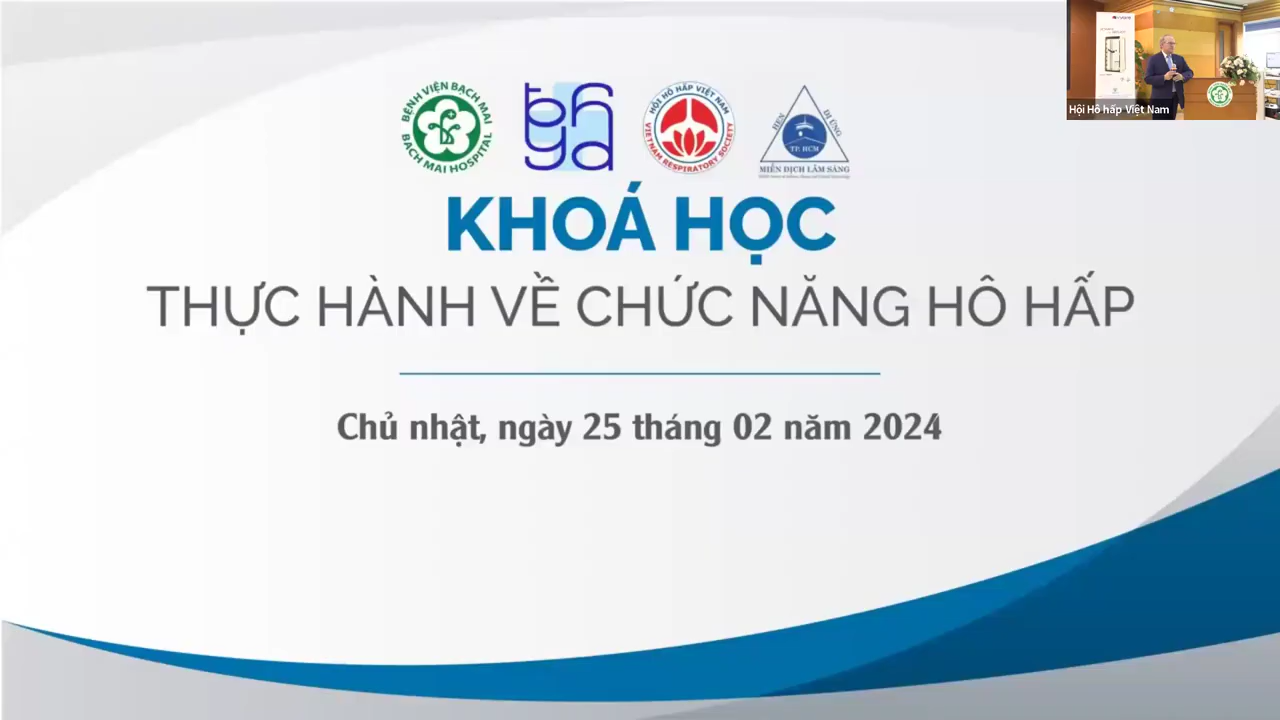 BỆNH VIỆN BẠCH MAI
BACH MAI HOSPITAL
HỘI HÔ HẤP VIỆT NAM
VIETNAM RESPIRATORY SOCIETY
HEN
DỊ ỨNG
TP. HCM
MIỄN DỊCH LÂM SÀNG
KHOÁ HỌC
THỰC HÀNH VỀ CHỨC NĂNG HÔ HẤP
Chủ nhật, ngày 25 tháng 02 năm 2024
Hội Hô hấp Việt Nam